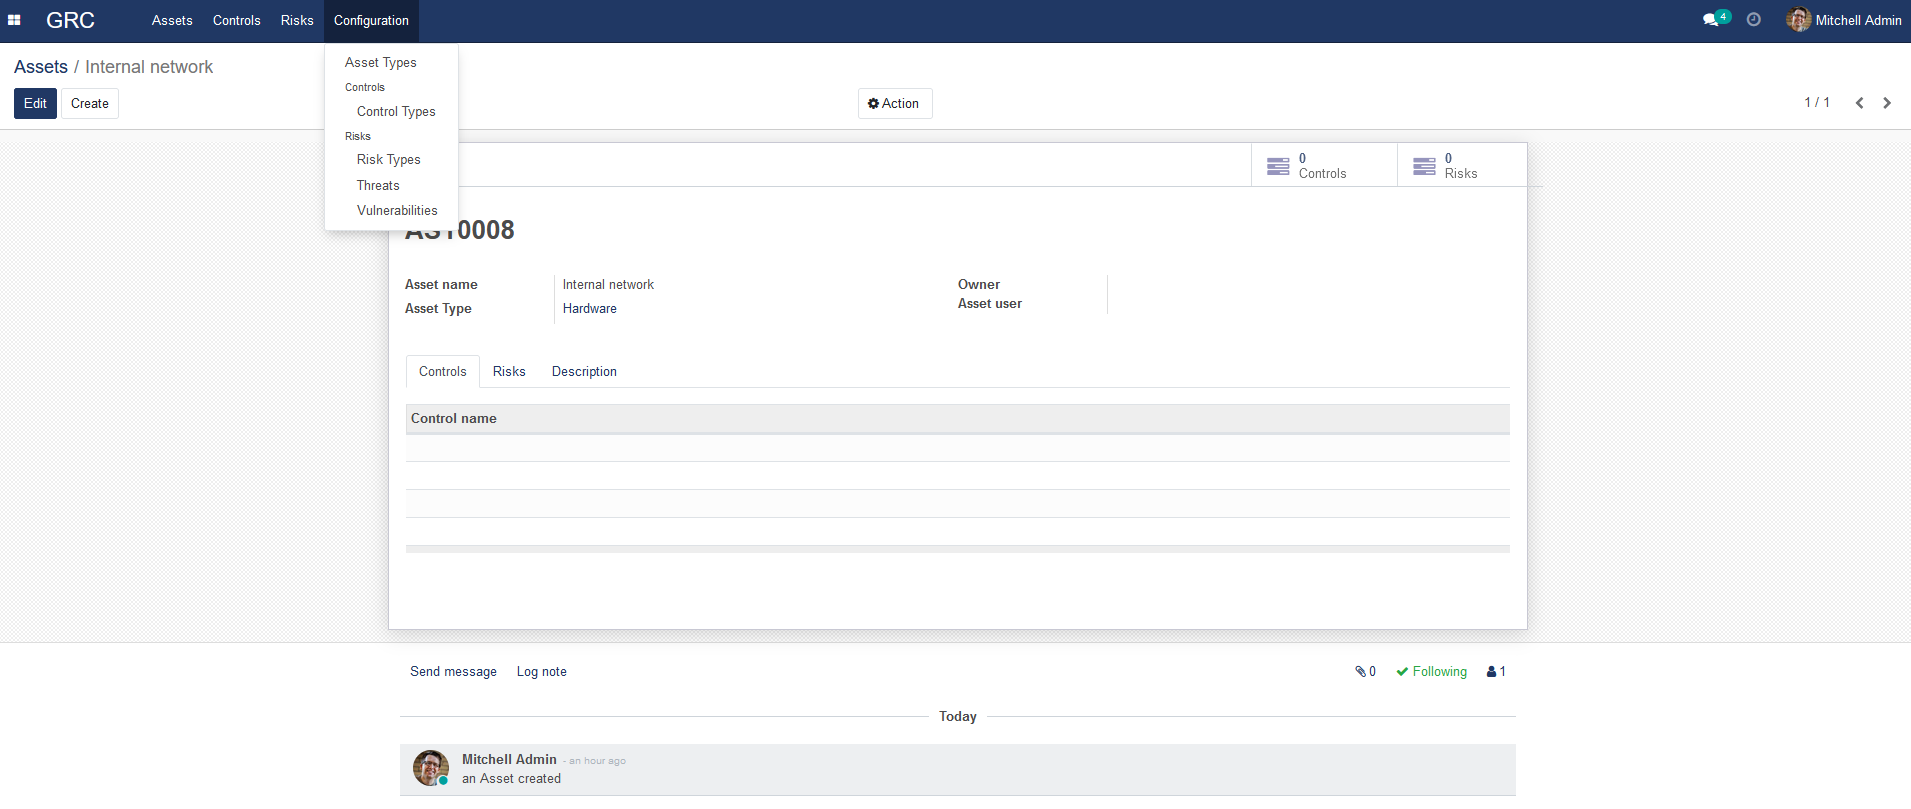 GRC
Assets Controls Risks Configuration
4
Mitchell Admin
Asset Types
Controls
Control Types
Risks
Risk Types
Threats
Vulnerabilities
Assets / Internal network
Edit Create
Action
1 / 1
0
Controls
0
Risks
AST0008
Asset name Internal network
Asset Type Hardware
Owner
Asset user
Controls Risks Description
Control name
Send message Log note
0 Following 1
Today
Mitchell Admin - an hour ago
an Asset created